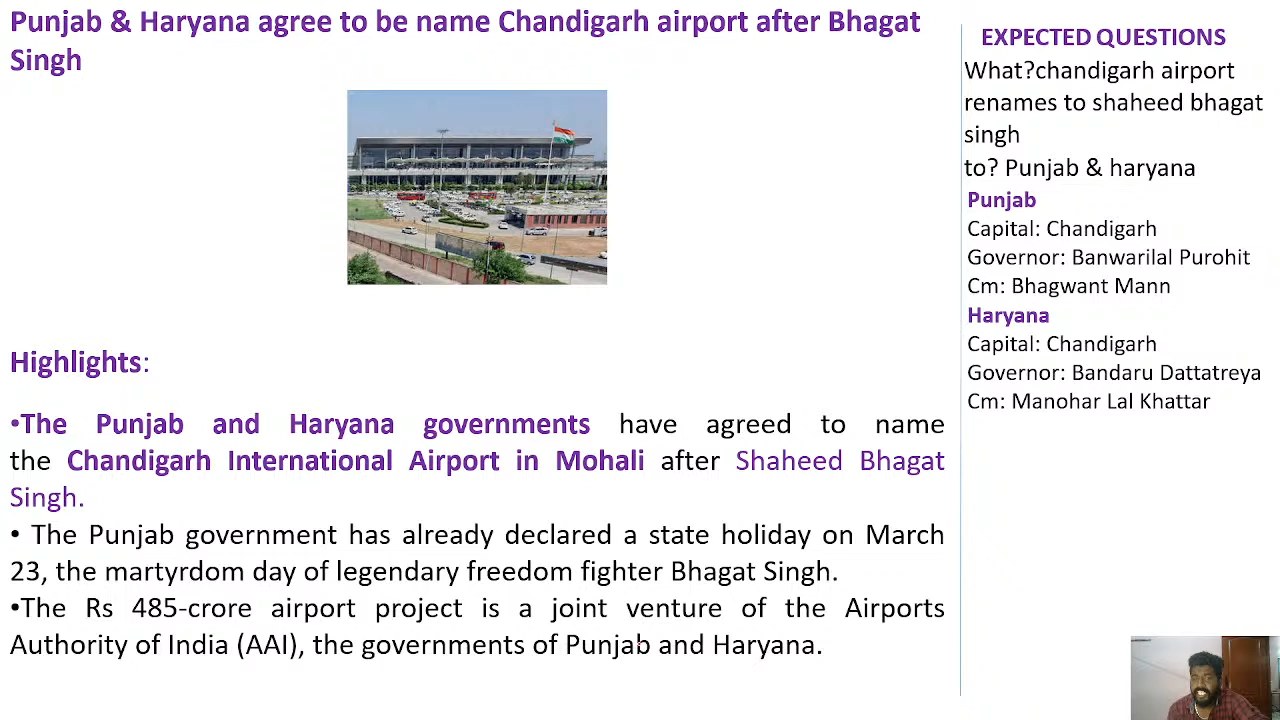 Punjab & Haryana agree to be name Chandigarh airport after Bhagat
Singh
Highlights:
•The Punjab and Haryana governments have agreed to name
the Chandigarh International Airport in Mohali after Shaheed Bhagat
Singh.
• The Punjab government has already declared a state holiday on March
23, the martyrdom day of legendary freedom fighter Bhagat Singh.
•The Rs 485-crore airport project is a joint venture of the Airports
Authority of India (AAI), the governments of Punjab and Haryana.
EXPECTED QUESTIONS
What?chandigarh airport
renames to shaheed bhagat
singh
to? Punjab & haryana
Punjab
Capital: Chandigarh
Governor: Banwarilal Purohit
Cm: Bhagwant Mann
Haryana
Capital: Chandigarh
Governor: Bandaru Dattatreya
Cm: Manohar Lal Khattar